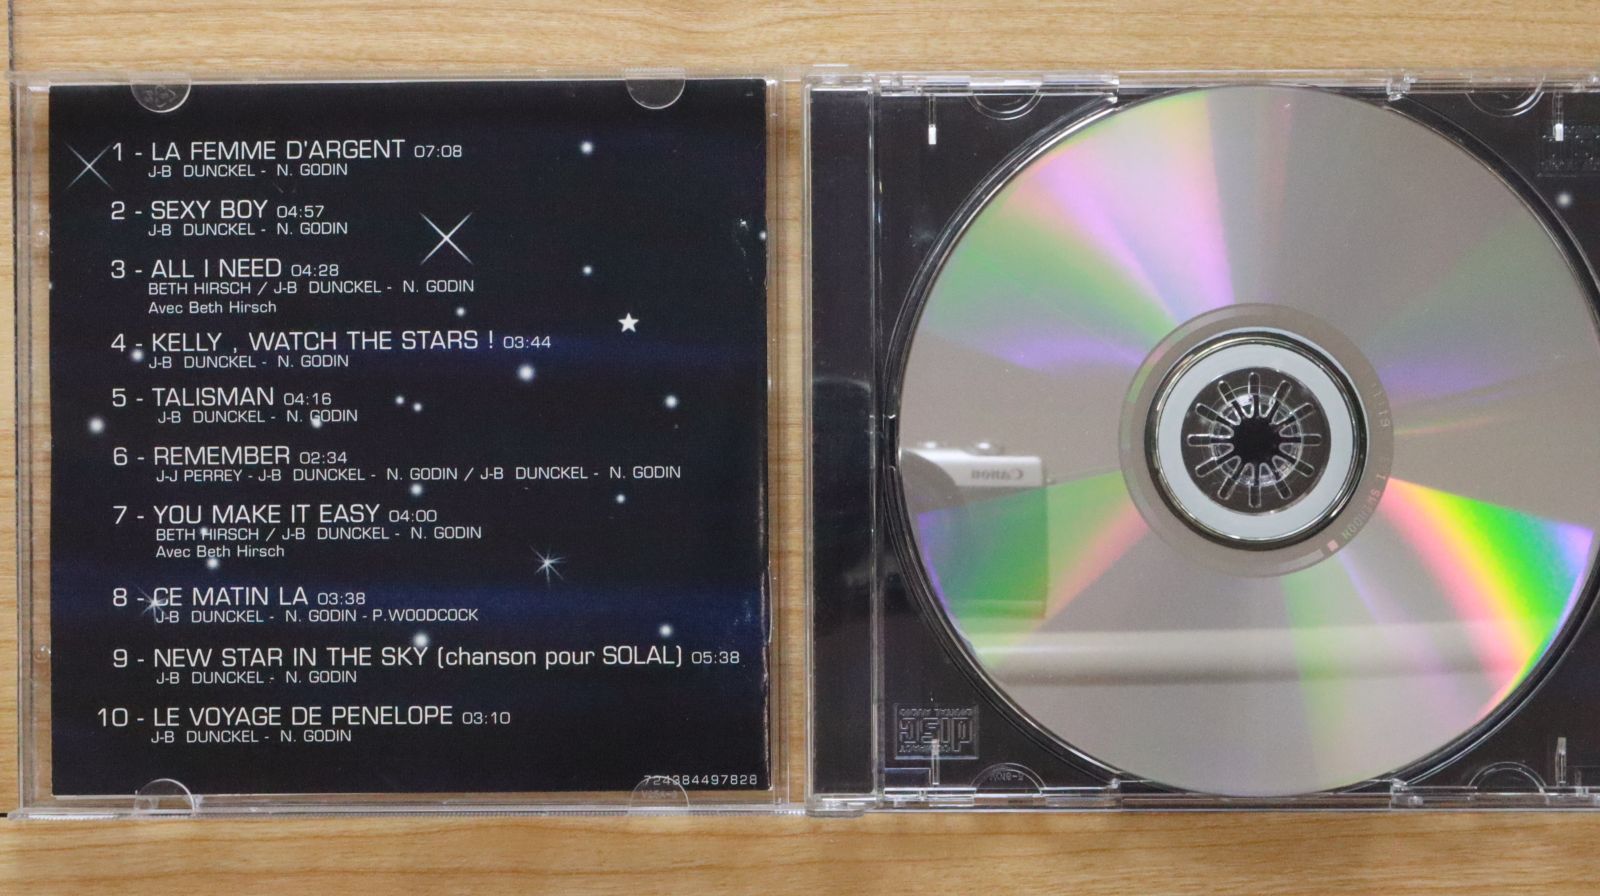 1 - LA FEMME D'ARGENT 07:08
J-B DUNCKEL - N. GODIN
2 - SEXY BOY 04:57
J-B DUNCKEL - N. GODIN
3 - ALL I NEED 04:28
BETH HIRSCH / J-B DUNCKEL - N. GODIN
Avec Beth Hirsch
4 - KELLY , WATCH THE STARS ! 03:44
J-B DUNCKEL - N. GODIN
5 - TALISMAN 04:16
J-B DUNCKEL - N. GODIN
6 - REMEMBER 02:34
J-J PERREY - J-B DUNCKEL - N. GODIN / J-B DUNCKEL - N. GODIN
7 - YOU MAKE IT EASY 04:00
BETH HIRSCH / J-B DUNCKEL - N. GODIN
Avec Beth Hirsch
8 - CE MATIN LA 03:38
J-B DUNCKEL - N. GODIN - P.WOODCOCK
9 - NEW STAR IN THE SKY (chanson pour SOLAL) 05:38
J-B DUNCKEL - N. GODIN
10 - LE VOYAGE DE PENELOPE 03:10
J-B DUNCKEL - N. GODIN
724384497828
Canon
COMPACT
disc
DIGITAL AUDIO